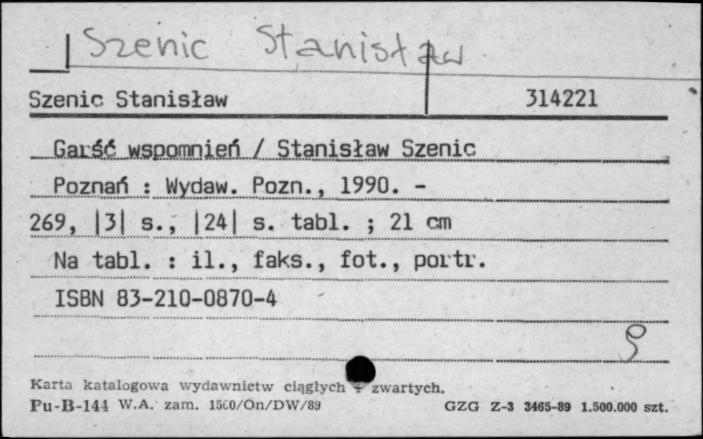 Szenic Stanisław
Szenic Stanisław 314221
Garść wspomnień / Stanisław Szenic
Poznań : Wydaw. Pozn., 1990. -
269, |3| s., |24| s. tabl. ; 21 cm
Na tabl. : il., faks., fot., portr.
ISBN 83-210-0870-4
Karta katalogowa wydawnictw ciągłych i zwartych.
Pu-B-144 W.A. zam. 1560/On/DW/89 GZG Z-3 3465-89 1.500.000 szt.